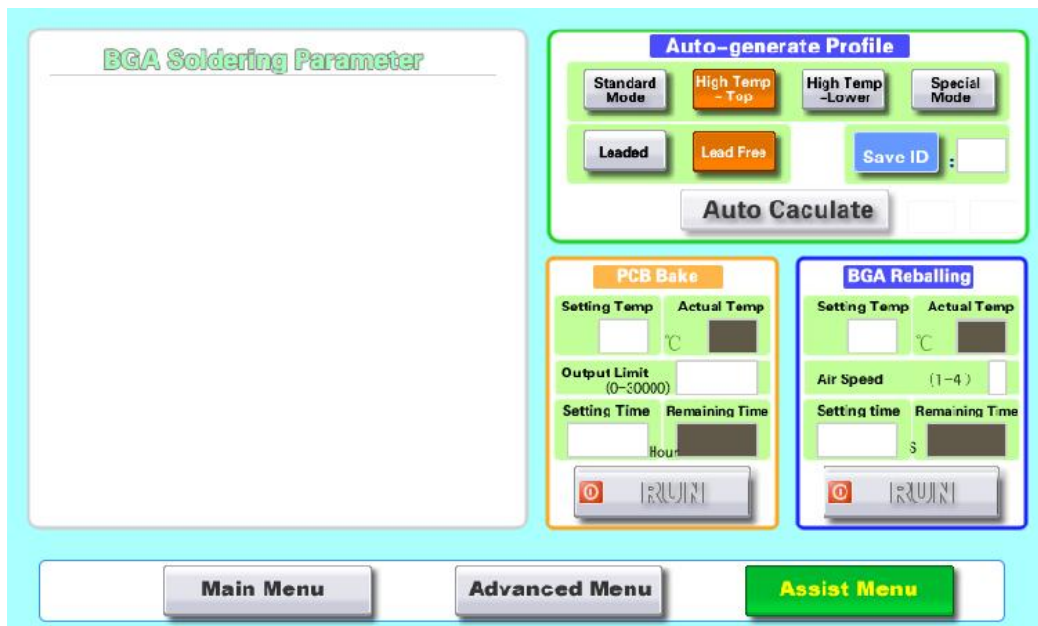 BGA Soldering Parameter
Auto-generate Profile
Standard Mode
High Temp - Top
High Temp -Lower
Special Mode
Leaded
Lead Free
Save ID :
Auto Caculate
PCB Bake
Setting Temp
Actual Temp
℃
Output Limit
(0-30000)
Setting Time
Remaining Time
Hour
RUN
BGA Reballing
Setting Temp
Actual Temp
℃
Air Speed (1-4)
Setting time
Remaining Time
S
RUN
Main Menu
Advanced Menu
Assist Menu